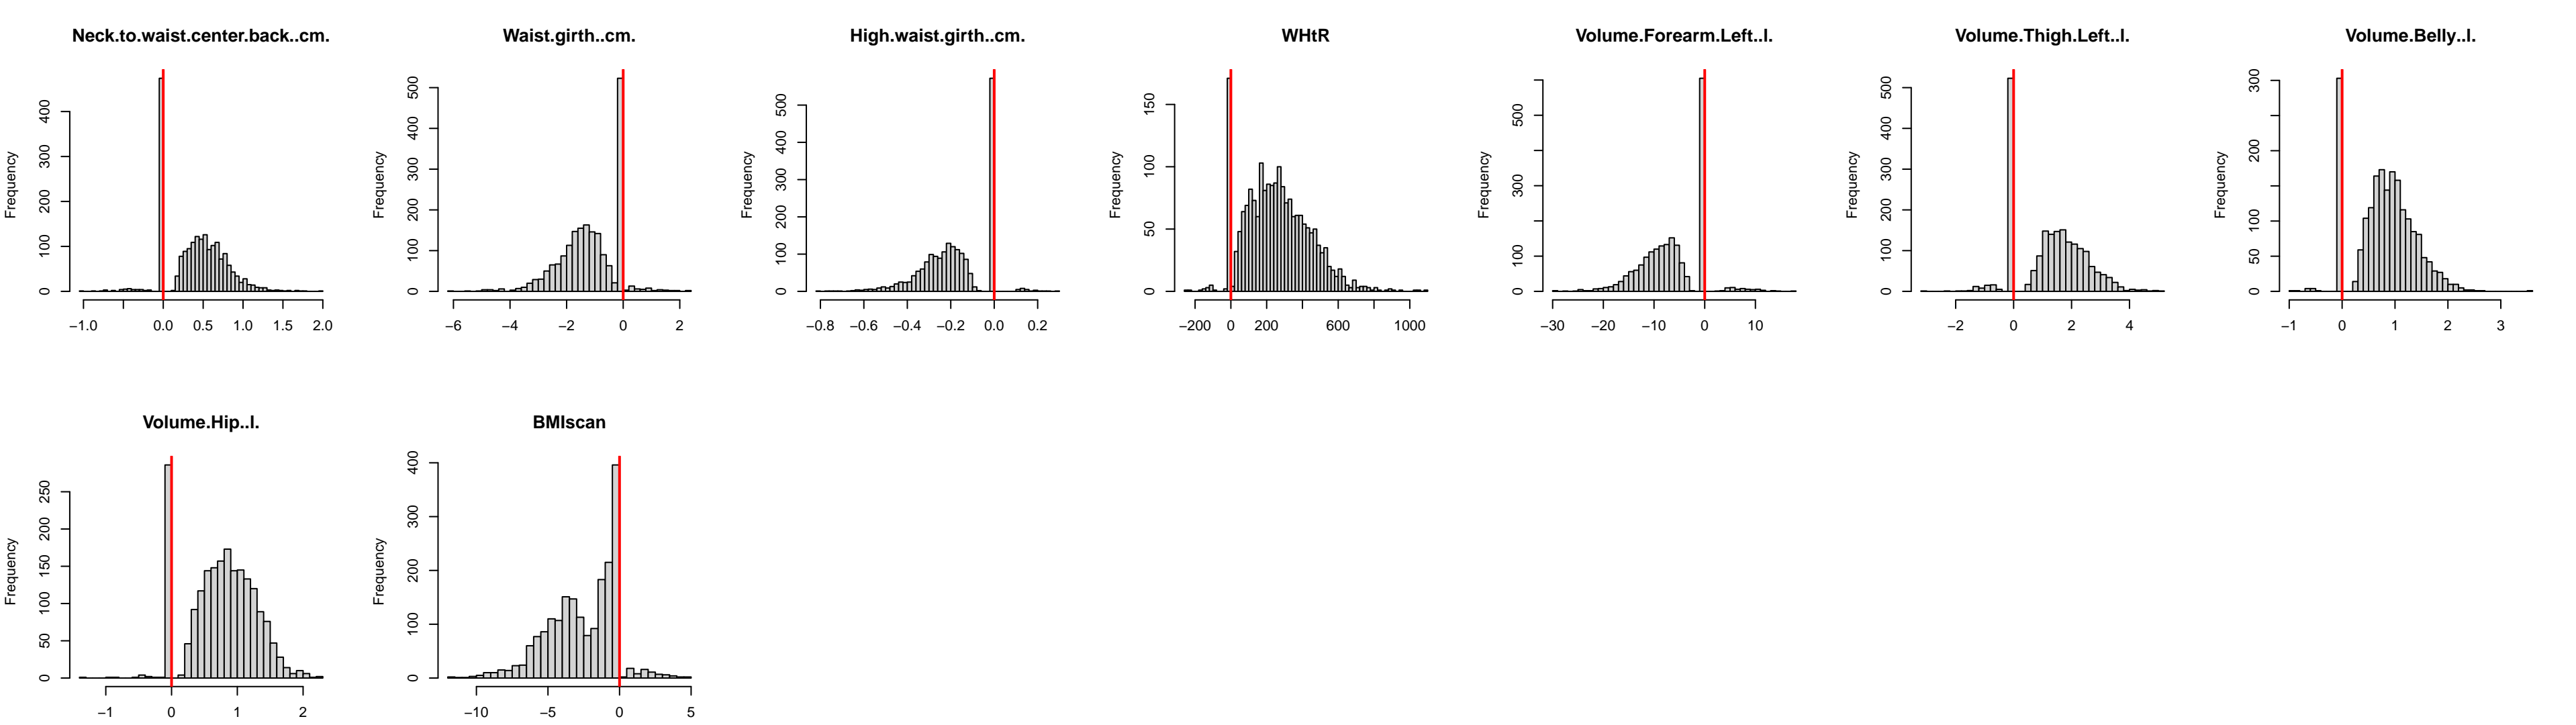 Neck.to.waist.center.back..cm.
Frequency
0 100 200 300 400
−1.0 0.0 0.5 1.0 1.5 2.0
Waist.girth..cm.
Frequency
0 100 200 300 400 500
−6 −4 −2 0 2
High.waist.girth..cm.
Frequency
0 100 200 300 400 500
−0.8 −0.6 −0.4 −0.2 0.0 0.2
WHtR
Frequency
0 50 100 150
−200 0 200 600 1000
Volume.Forearm.Left..l.
Frequency
0 100 300 500
−30 −20 −10 0 10
Volume.Thigh.Left..l.
Frequency
0 100 200 300 400 500
−2 0 2 4
Volume.Belly..l.
Frequency
0 50 100 200 300
−1 0 1 2 3
Volume.Hip..l.
Frequency
0 50 100 150 200 250
−1 0 1 2
BMIscan
Frequency
0 100 200 300 400
−10 −5 0 5